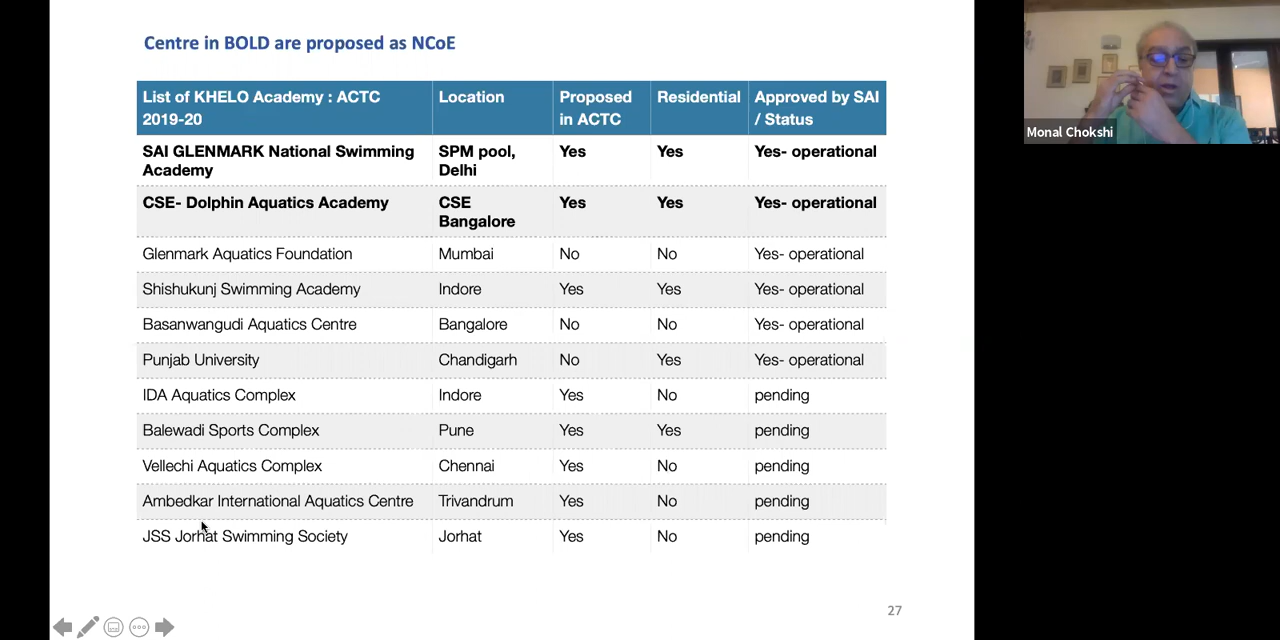 Centre in BOLD are proposed as NCoE
List of KHELO Academy : ACTC 2019-20 Location Proposed in ACTC Residential Approved by SAI / Status
SAI GLENMARK National Swimming Academy SPM pool, Delhi Yes Yes Yes- operational
CSE- Dolphin Aquatics Academy CSE Bangalore Yes Yes Yes- operational
Glenmark Aquatics Foundation Mumbai No No Yes- operational
Shishukunj Swimming Academy Indore Yes Yes Yes- operational
Basanwangudi Aquatics Centre Bangalore No No Yes- operational
Punjab University Chandigarh No Yes Yes- operational
IDA Aquatics Complex Indore Yes No pending
Balewadi Sports Complex Pune Yes Yes pending
Vellechi Aquatics Complex Chennai Yes No pending
Ambedkar International Aquatics Centre Trivandrum Yes No pending
JSS Jorhat Swimming Society Jorhat Yes No pending
27
Monal Chokshi